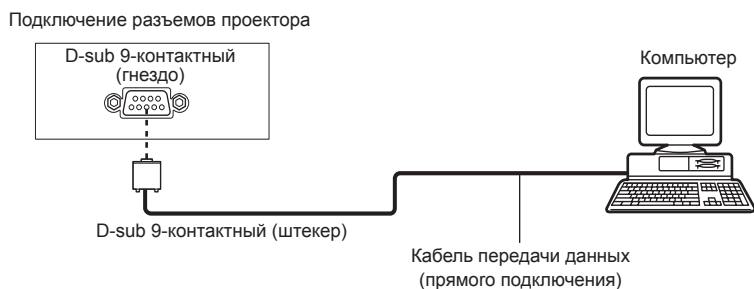 Подключение разъемов проектора
D-sub 9-контактный
(гнездо)
Компьютер
D-sub 9-контактный (штекер)
Кабель передачи данных
(прямого подключения)